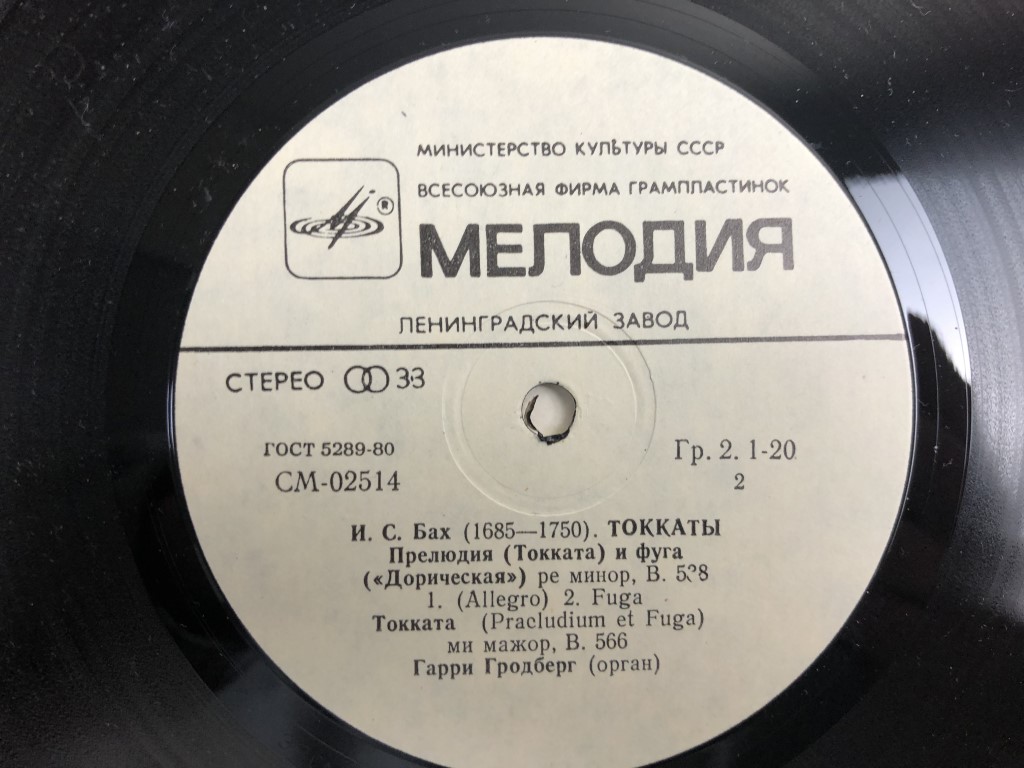 МИНИСТЕРСТВО КУЛЬТУРЫ СССР
ВСЕСОЮЗНАЯ ФИРМА ГРАМПЛАСТИНОК
®
МЕЛОДИЯ
ЛЕНИНГРАДСКИЙ ЗАВОД
СТЕРЕО 33
ГОСТ 5289-80
Гр. 2. 1-20
СМ-02514
2
И. С. Бах (1685—1750). ТОККАТЫ
Прелюдия (Токката) и фуга
(«Дорическая») ре минор, В. 538
1. (Allegro) 2. Fuga
Токката (Praeludium et Fuga)
ми мажор, В. 566
Гарри Гродберг (орган)